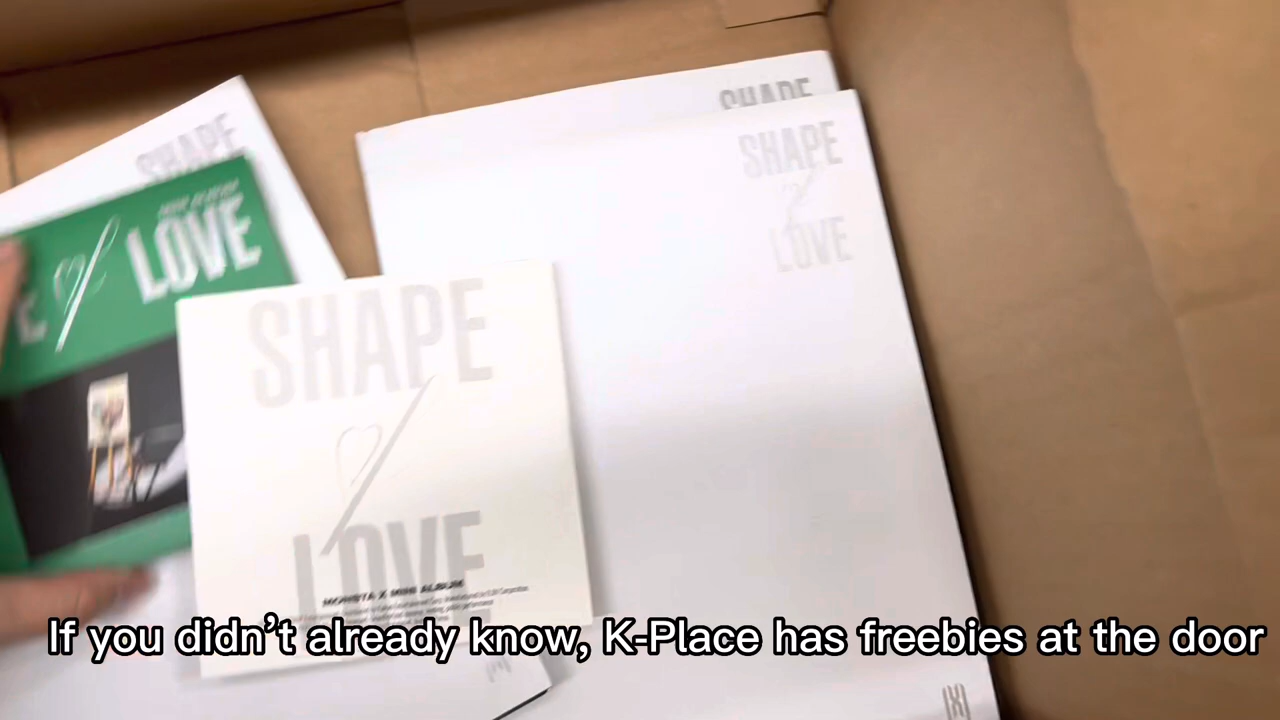 SHAPE
SHAPE
LOVE
SHAPE
LOVE
E LOVE
SHAPE
LOVE
MONSTA X MINI ALBUM
If you didn't already know, K-Place has freebies at the door